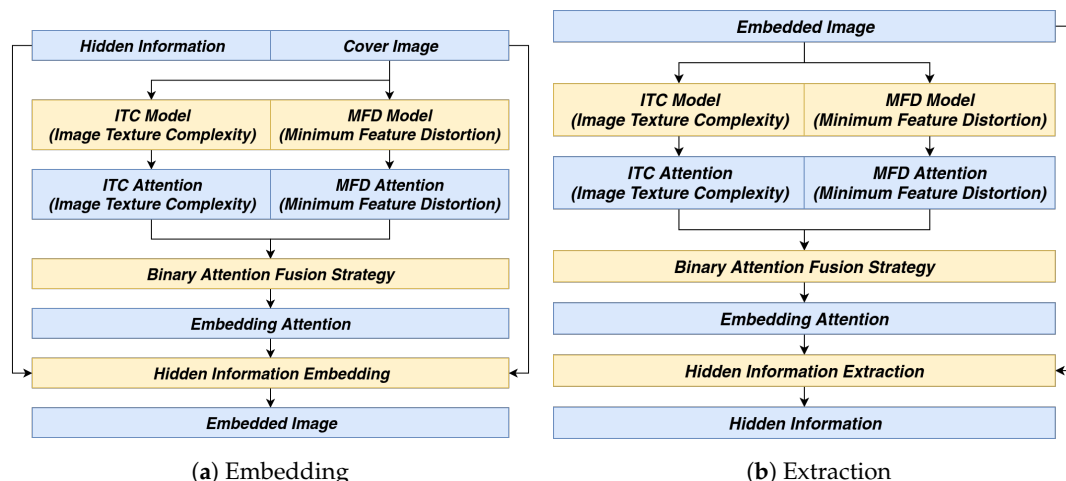 Hidden Information
Cover Image
ITC Model
(Image Texture Complexity)
MFD Model
(Minimum Feature Distortion)
ITC Attention
(Image Texture Complexity)
MFD Attention
(Minimum Feature Distortion)
Binary Attention Fusion Strategy
Embedding Attention
Hidden Information Embedding
Embedded Image
(a) Embedding
Embedded Image
ITC Model
(Image Texture Complexity)
MFD Model
(Minimum Feature Distortion)
ITC Attention
(Image Texture Complexity)
MFD Attention
(Minimum Feature Distortion)
Binary Attention Fusion Strategy
Embedding Attention
Hidden Information Extraction
Hidden Information
(b) Extraction